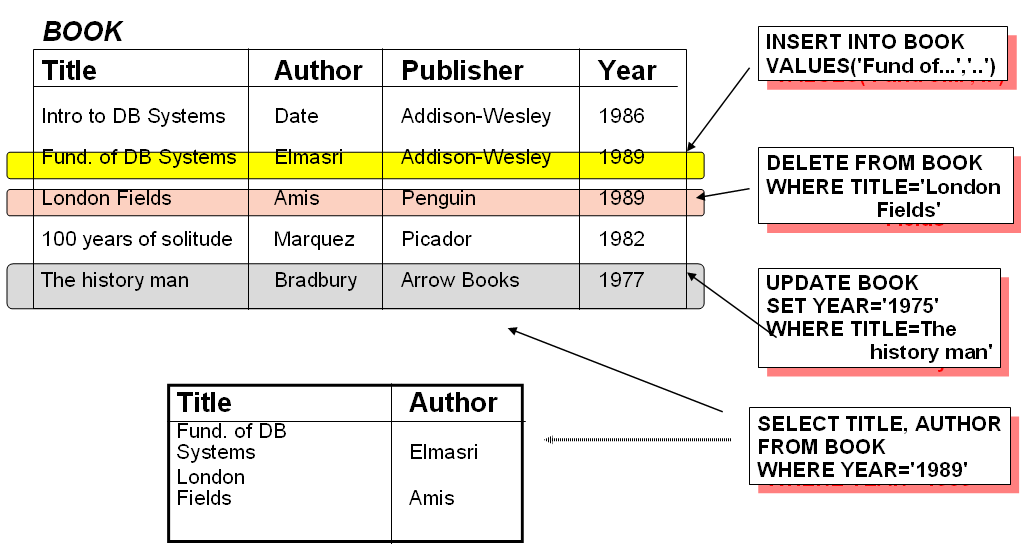 BOOK
Title Author Publisher Year
Intro to DB Systems Date Addison-Wesley 1986
Fund. of DB Systems Elmasri Addison-Wesley 1989
London Fields Amis Penguin 1989
100 years of solitude Marquez Picador 1982
The history man Bradbury Arrow Books 1977
INSERT INTO BOOK
VALUES('Fund of...','..')
DELETE FROM BOOK
WHERE TITLE='London
Fields'
UPDATE BOOK
SET YEAR='1975'
WHERE TITLE=The
history man'
SELECT TITLE, AUTHOR
FROM BOOK
WHERE YEAR='1989'
Title Author
Fund. of DB
Systems Elmasri
London
Fields Amis